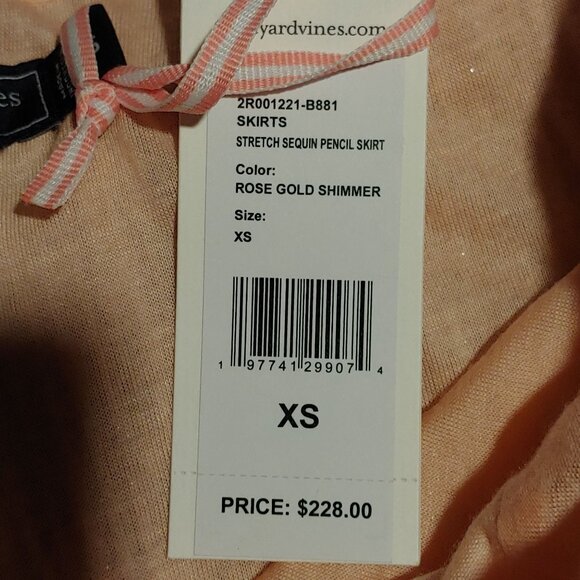 .yardvines.com
2R001221-B881
SKIRTS
STRETCH SEQUIN PENCIL SKIRT
Color:
ROSE GOLD SHIMMER
Size:
XS
1 97741 29907 4
XS
PRICE: $228.00